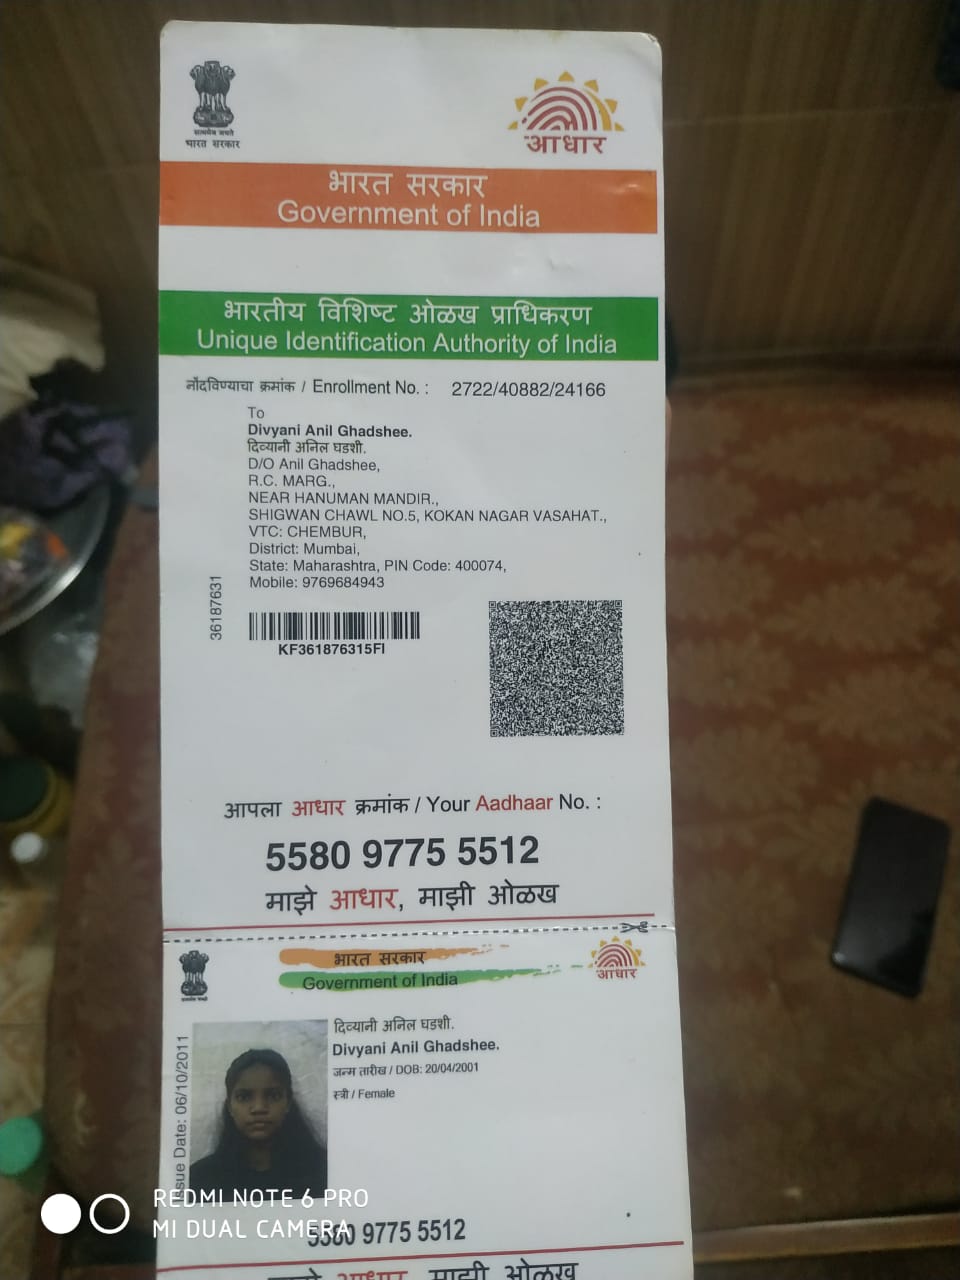 सत्यमेव जयते
भारत सरकार
आधार
भारत सरकार
Government of India
भारतीय विशिष्ट ओळख प्राधिकरण
Unique Identification Authority of India
नोंदविण्याचा क्रमांक / Enrollment No. : 2722/40882/24166
To
Divyani Anil Ghadshee.
दिव्यानी अनिल घडशी.
D/O Anil Ghadshee,
R.C. MARG.,
NEAR HANUMAN MANDIR.,
SHIGWAN CHAWL NO.5, KOKAN NAGAR VASAHAT.,
VTC: CHEMBUR,
District: Mumbai,
State: Maharashtra, PIN Code: 400074,
Mobile: 9769684943
36187631
KF361876315FI
आपला आधार क्रमांक / Your Aadhaar No. :
5580 9775 5512
माझे आधार, माझी ओळख
भारत सरकार
Government of India
आधार
दिव्यानी अनिल घडशी.
Divyani Anil Ghadshee.
जन्म तारीख / DOB: 20/04/2001
स्त्री / Female
Issue Date: 06/10/2011
REDMI NOTE 6 PRO
MI DUAL CAMERA
5580 9775 5512
माझे आधार, माझी ओळख